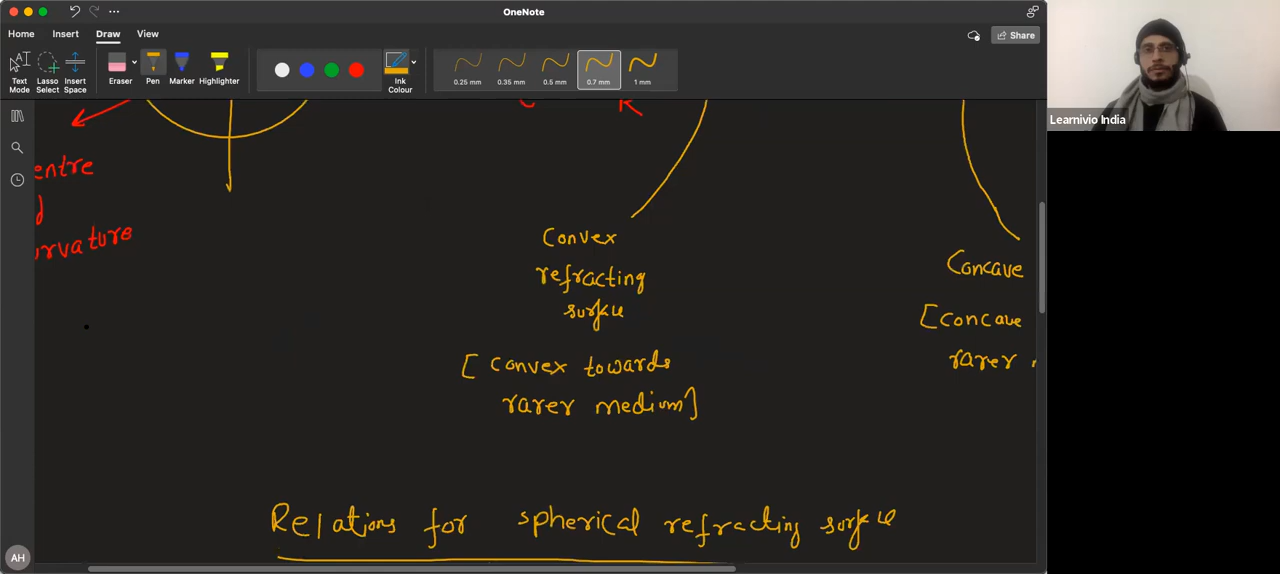 OneNote
Home Insert Draw View
Share
Text Mode
Lasso Select
Insert Space
Eraser
Pen
Marker
Highlighter
Ink Colour
0.25 mm
0.35 mm
0.5 mm
0.7 mm
1 mm
Learnivio India
entre
urvature
Convex
refracting
surface
[ Convex towards
rarer medium]
Concave
[concave
rarer
Relations for spherical refracting surface
AH